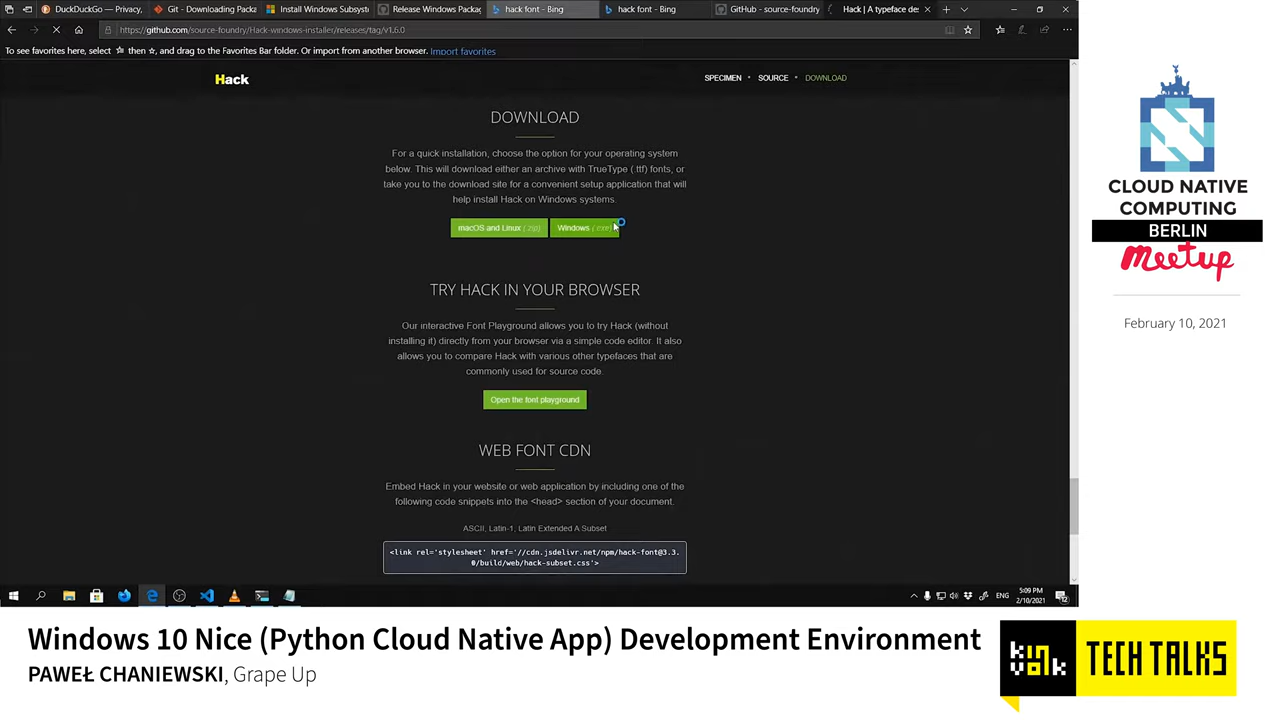 DuckDuckGo — Privacy,
Git - Downloading Packa
Install Windows Subsyst
Release Windows Packag
hack font - Bing
hack font - Bing
GitHub - source-foundry
Hack | A typeface des
https://github.com/source-foundry/Hack-windows-installer/releases/tag/v1.6.0
To see favorites here, select ☆ then ☆, and drag to the Favorites Bar folder. Or import from another browser. Import favorites
Hack
SPECIMEN • SOURCE • DOWNLOAD
DOWNLOAD
For a quick installation, choose the option for your operating system
below. This will download either an archive with TrueType (.ttf) fonts, or
take you to the download site for a convenient setup application that will
help install Hack on Windows systems.
macOS and Linux (.zip)
Windows (.exe)
TRY HACK IN YOUR BROWSER
Our interactive Font Playground allows you to try Hack (without
installing it) directly from your browser via a simple code editor. It also
allows you to compare Hack with various other typefaces that are
commonly used for source code.
Open the font playground
WEB FONT CDN
Embed Hack in your website or web application by including one of the
following code snippets into the <head> section of your document.
ASCII, Latin-1, Latin Extended A Subset
<link rel='stylesheet' href='//cdn.jsdelivr.net/npm/hack-font@3.3.
0/build/web/hack-subset.css'>
ENG
5:09 PM
2/10/2021
12
CLOUD NATIVE
COMPUTING
BERLIN
meetup
February 10, 2021
Windows 10 Nice (Python Cloud Native App) Development Environment
PAWEŁ CHANIEWSKI, Grape Up
kinvolk
TECH TALKS